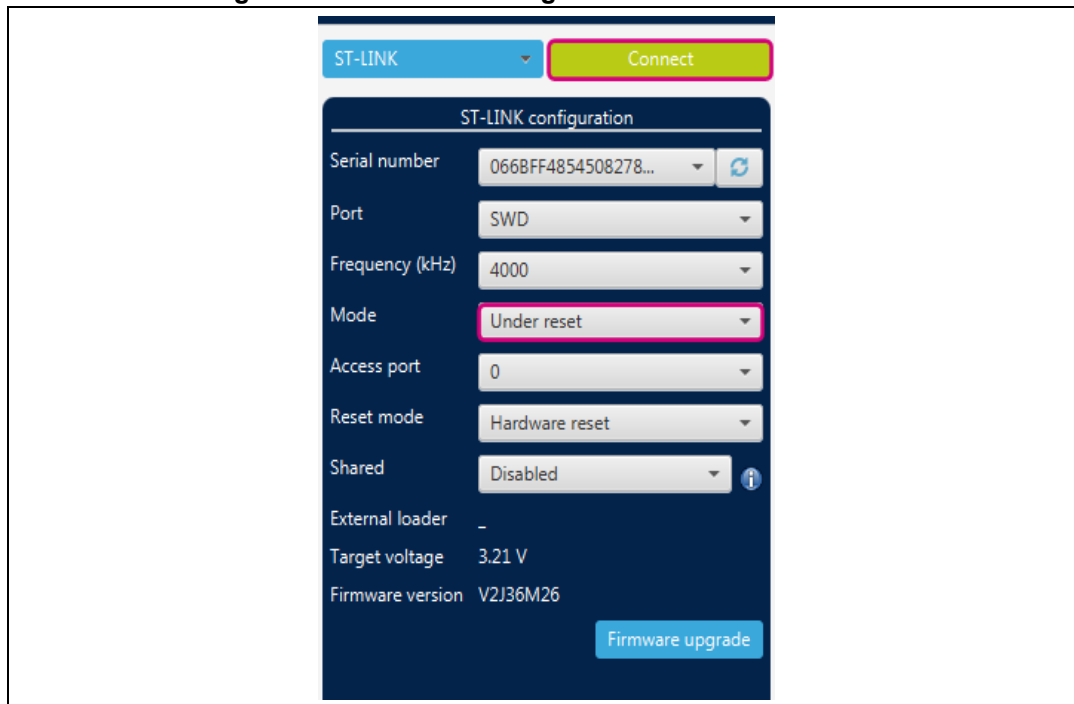 ST-LINK Connect
ST-LINK configuration
Serial number 066BFF4854508278...
Port SWD
Frequency (kHz) 4000
Mode Under reset
Access port 0
Reset mode Hardware reset
Shared Disabled
External loader _
Target voltage 3.21 V
Firmware version V2J36M26
Firmware upgrade